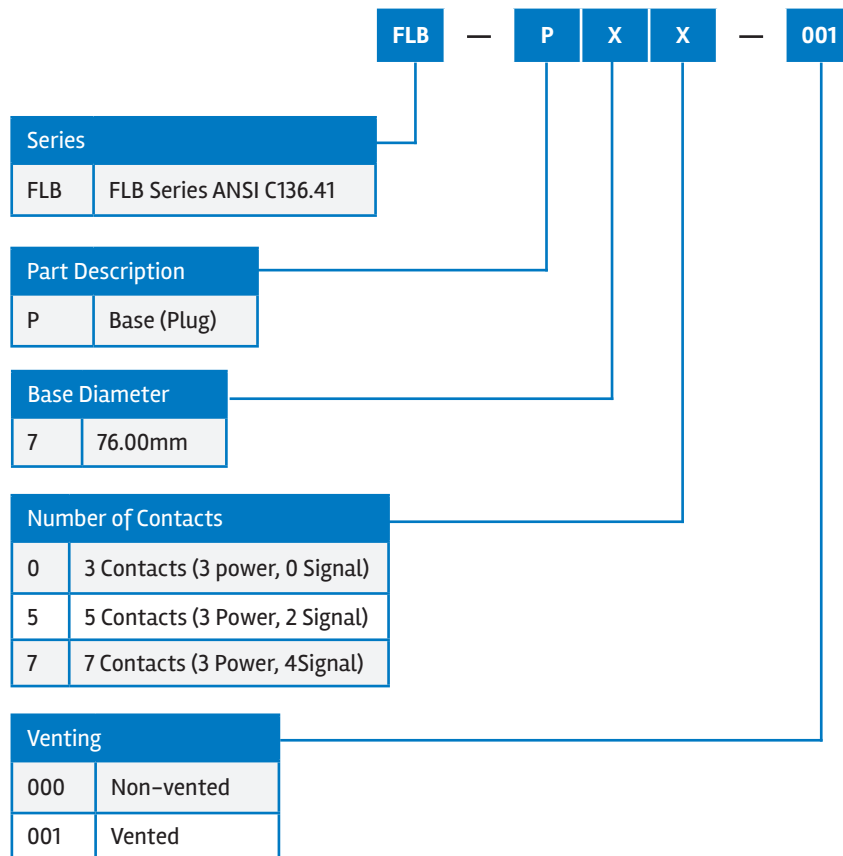 FLB — P X X — 001
Series
FLB FLB Series ANSI C136.41
Part Description
P Base (Plug)
Base Diameter
7 76.00mm
Number of Contacts
0 3 Contacts (3 power, 0 Signal)
5 5 Contacts (3 Power, 2 Signal)
7 7 Contacts (3 Power, 4Signal)
Venting
000 Non-vented
001 Vented